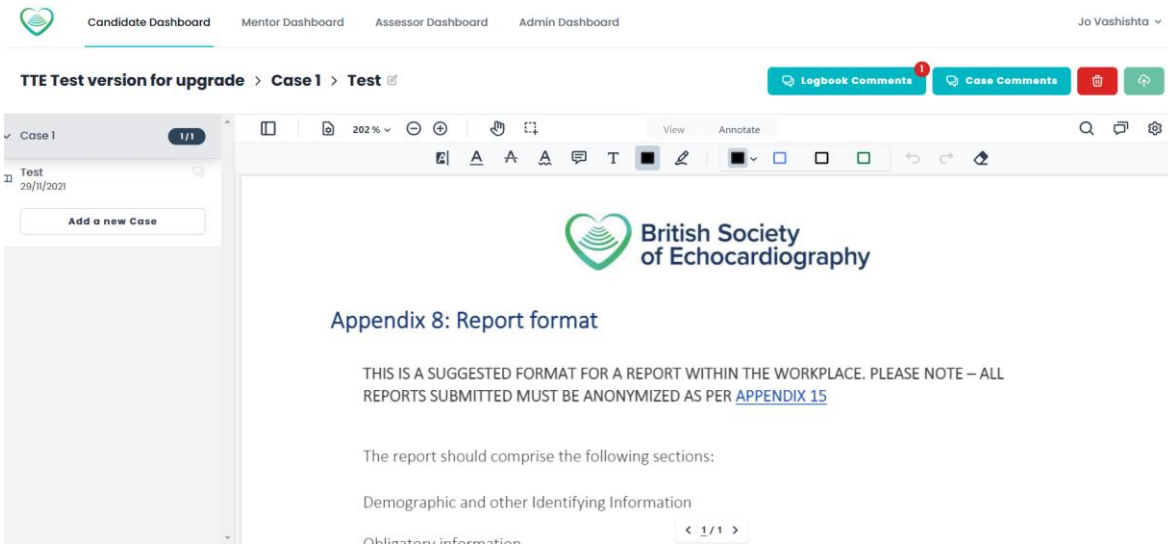 Candidate Dashboard Mentor Dashboard Assessor Dashboard Admin Dashboard Jo Vashishta
TTE Test version for upgrade > Case 1 > Test
Logbook Comments 1 Case Comments
Case 1 1/1
Test
29/11/2021
Add a new Case
202 % View Annotate
A A A A T
British Society
of Echocardiography
Appendix 8: Report format
THIS IS A SUGGESTED FORMAT FOR A REPORT WITHIN THE WORKPLACE. PLEASE NOTE – ALL
REPORTS SUBMITTED MUST BE ANONYMIZED AS PER APPENDIX 15
The report should comprise the following sections:
Demographic and other Identifying Information
< 1/1 >
Obligatory information